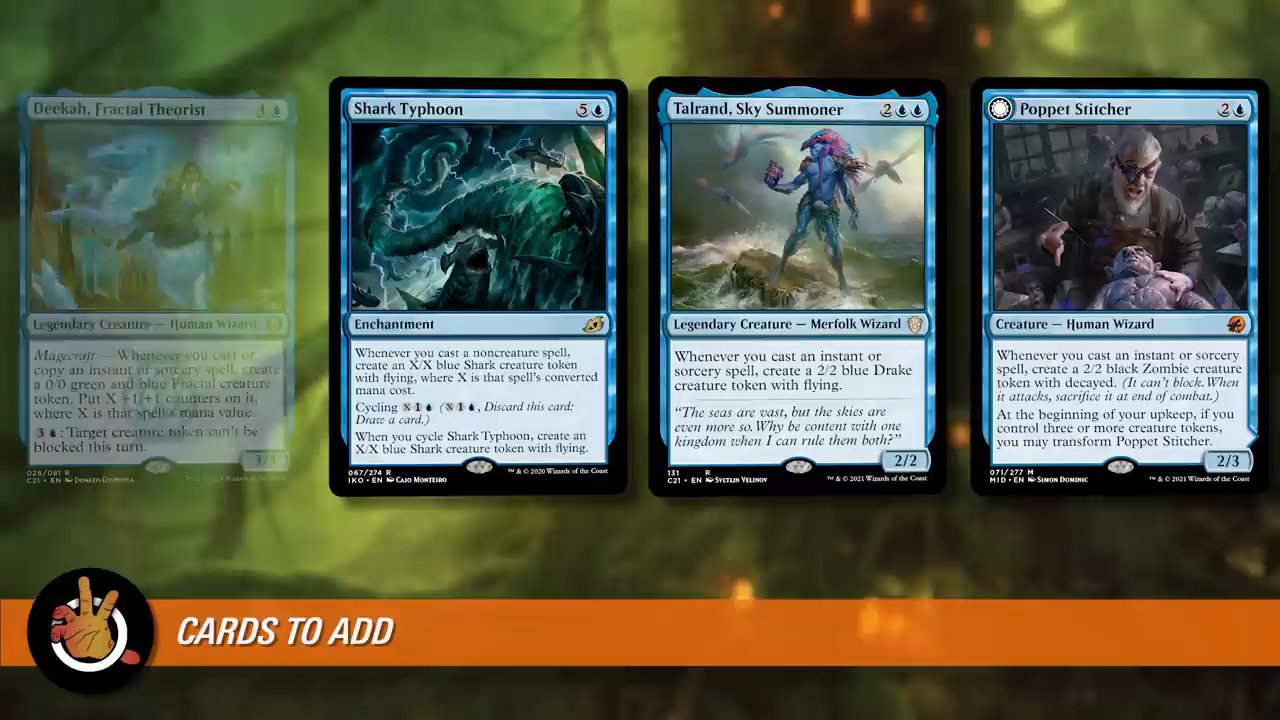 Deekah, Fractal Theorist 4
Legendary Creature — Human Wizard
Magecraft — Whenever you cast or
copy an instant or sorcery spell, create
a 0/0 green and blue Fractal creature
token. Put X +1/+1 counters on it,
where X is that spell's mana value.
3 : Target creature token can't be
blocked this turn.
3/3
026/081 R
C21 • EN
Shark Typhoon 5
Enchantment
Whenever you cast a noncreature spell,
create an X/X blue Shark creature token
with flying, where X is that spell's converted
mana cost.
Cycling X 1 (X 1 , Discard this card:
Draw a card.)
When you cycle Shark Typhoon, create an
X/X blue Shark creature token with flying.
067/274 R
IKO • EN Caio Monteiro
™ & © 2020 Wizards of the Coast
Talrand, Sky Summoner 2
Legendary Creature — Merfolk Wizard
Whenever you cast an instant or
sorcery spell, create a 2/2 blue Drake
creature token with flying.
“The seas are vast, but the skies are
even more so. Why be content with one
kingdom when I can rule them both?”
2/2
131 R
C21 • EN Svetlin Velinov
™ & © 2021 Wizards of the Coast
Poppet Stitcher 2
Creature — Human Wizard
Whenever you cast an instant or sorcery
spell, create a 2/2 black Zombie creature
token with decayed. (It can't block. When
it attacks, sacrifice it at end of combat.)
At the beginning of your upkeep, if you
control three or more creature tokens,
you may transform Poppet Stitcher.
2/3
071/277 M
MID • EN Simon Dominic
™ & © 2021 Wizards of the Coast
CARDS TO ADD